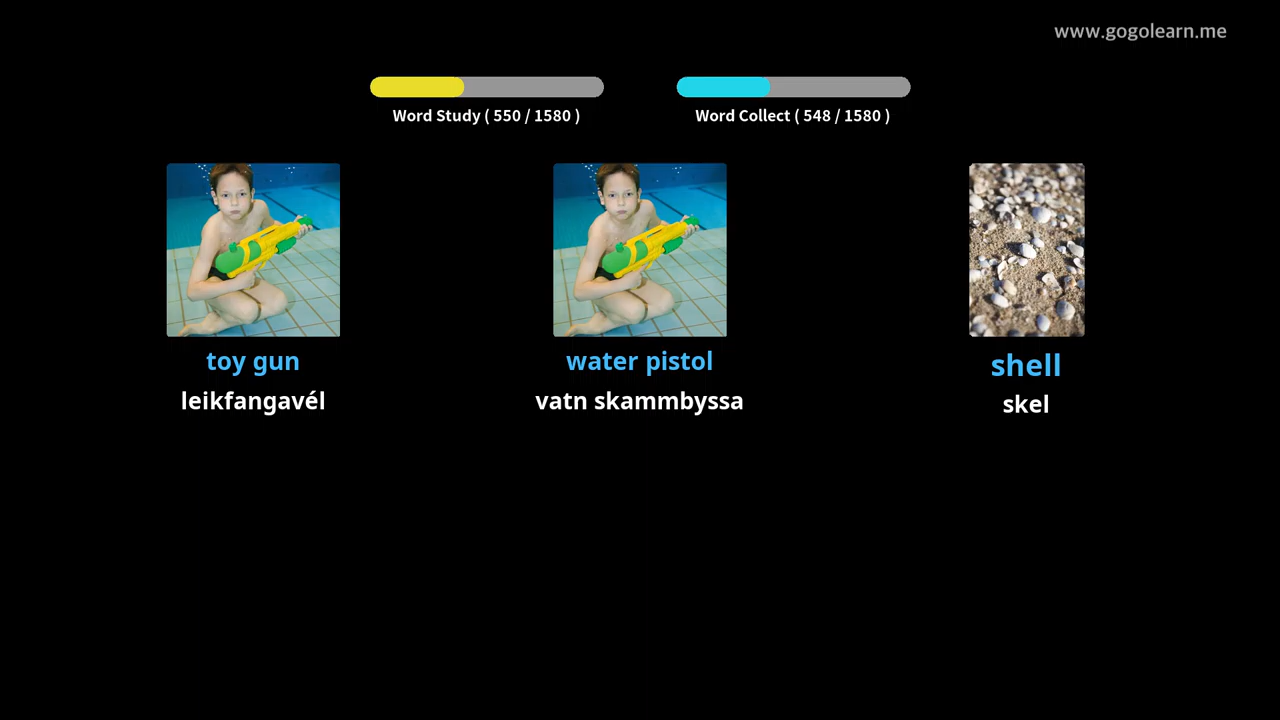 www.gogolearn.me
Word Study ( 550 / 1580 )
Word Collect ( 548 / 1580 )
toy gun
water pistol
shell
leikfangavél
vatn skammbyssa
skel